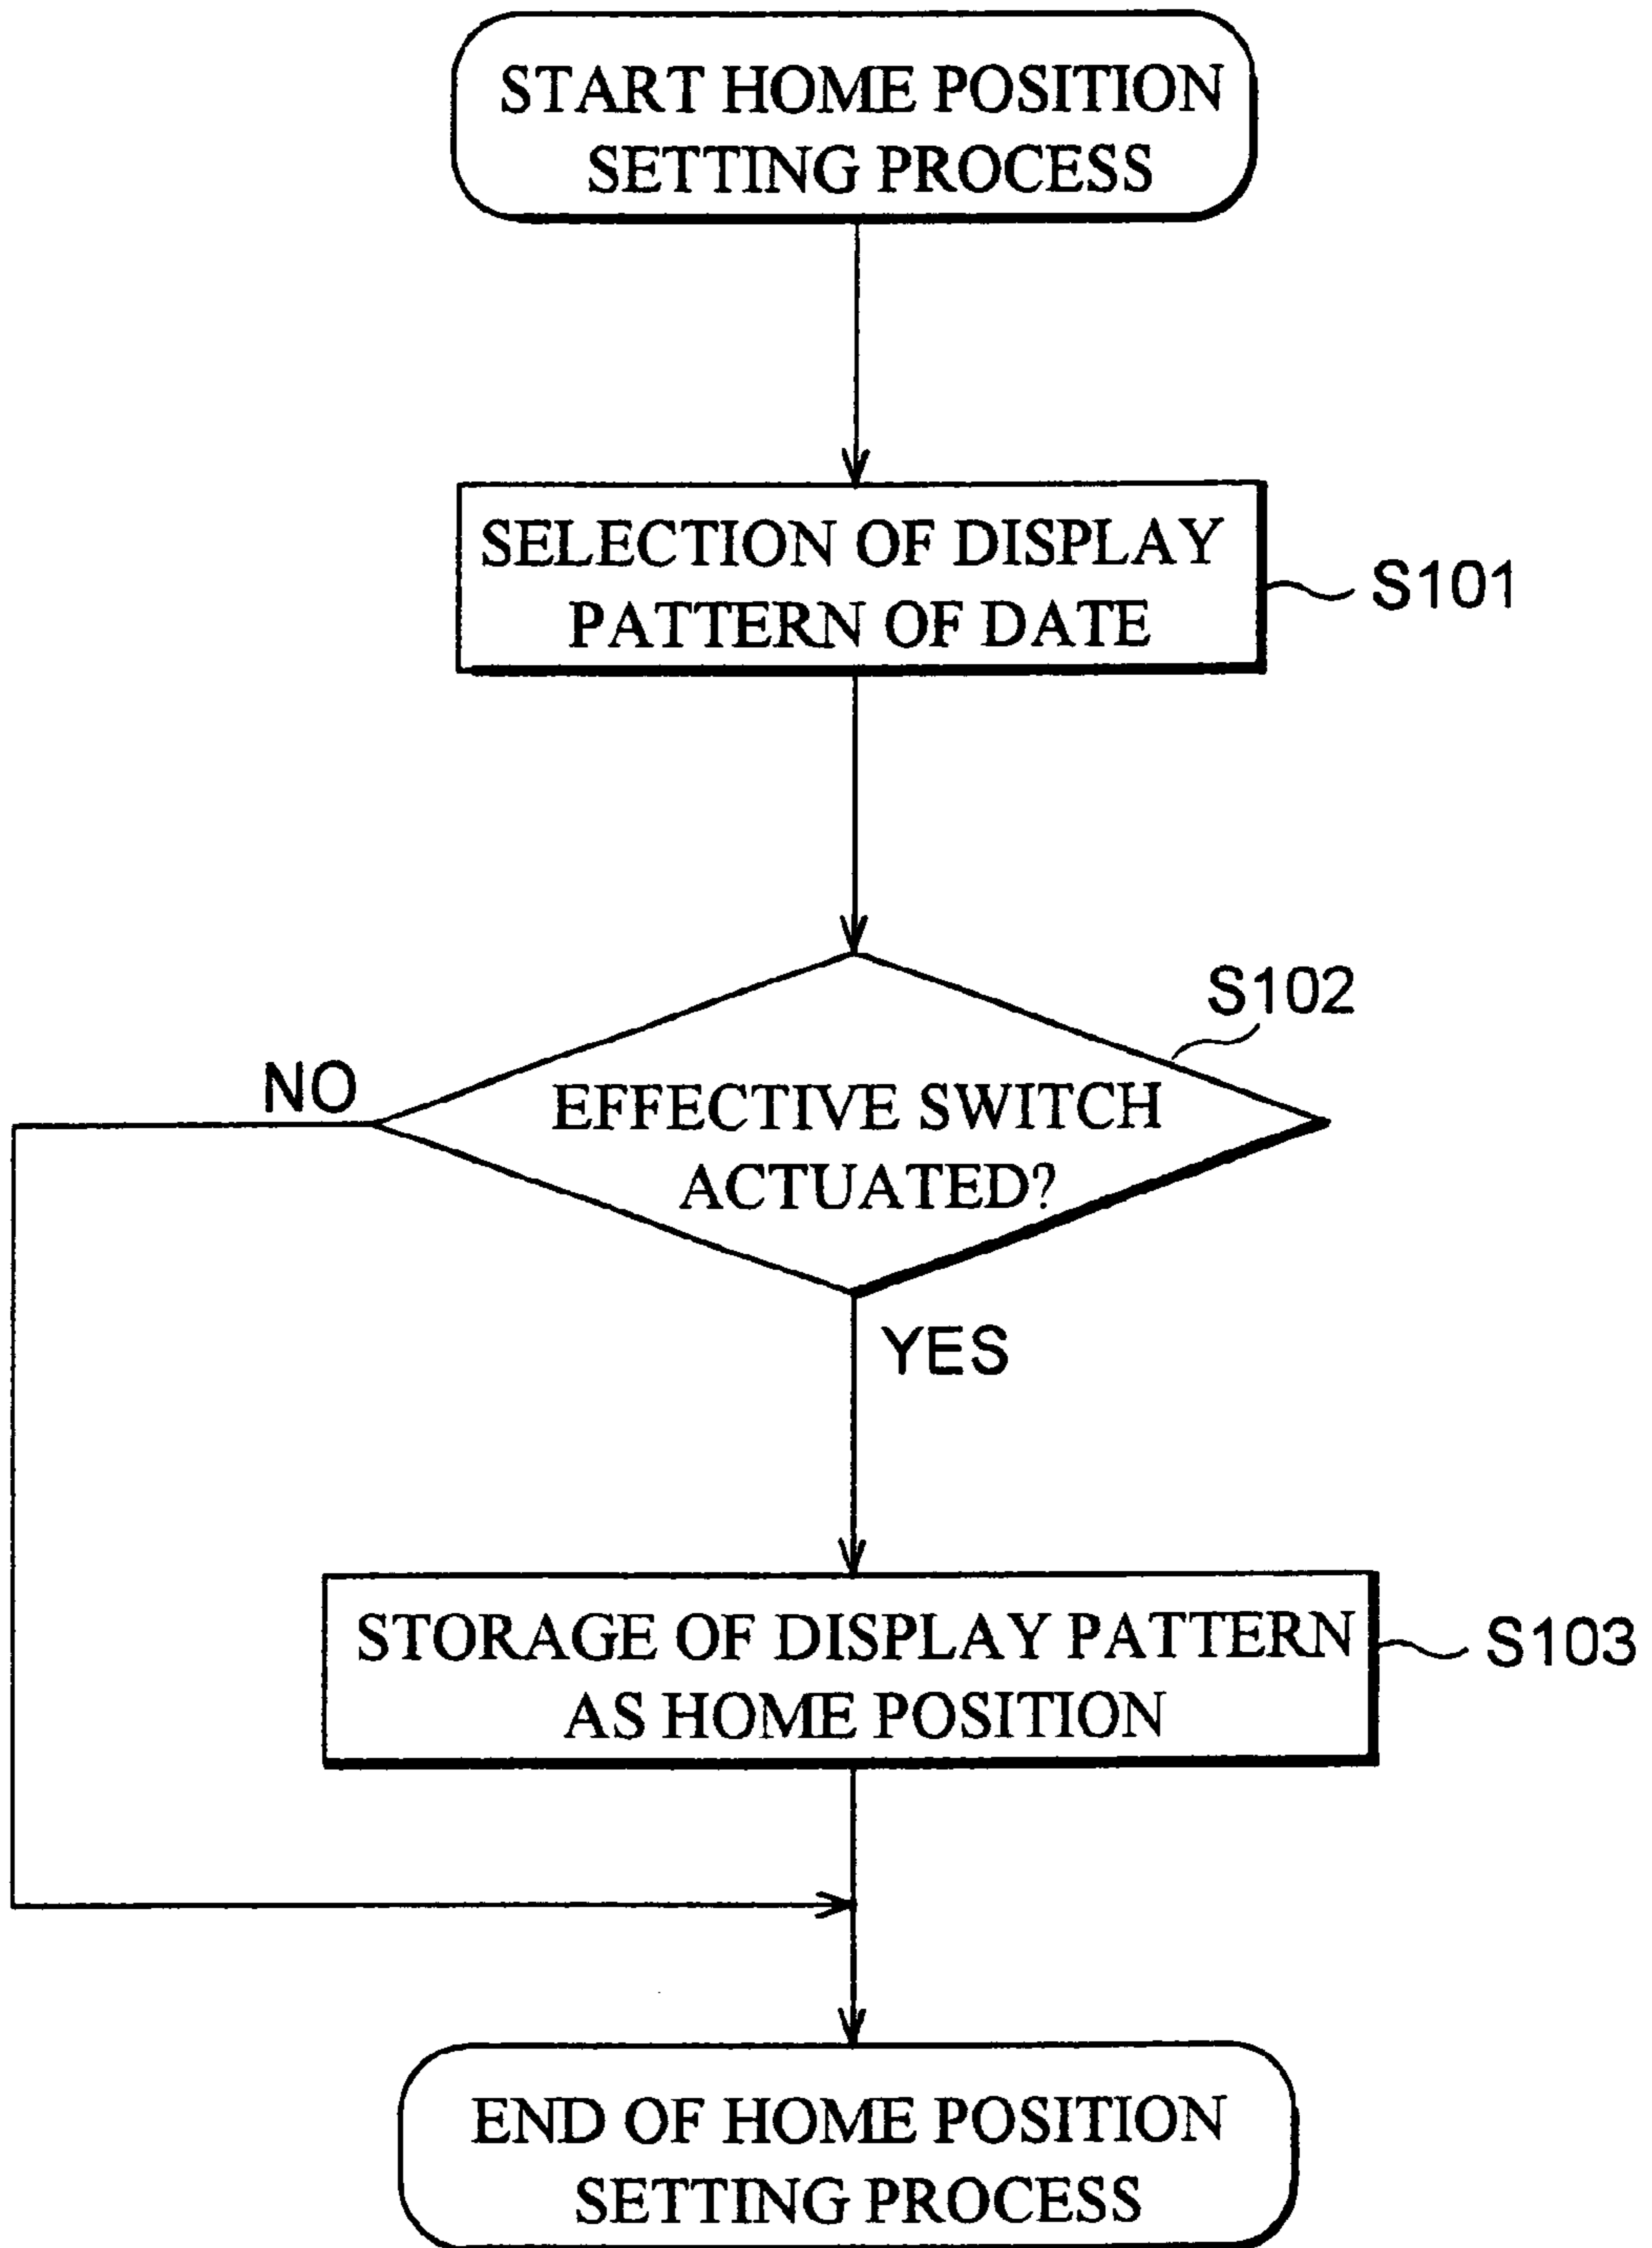 START HOME POSITION
SETTING PROCESS
SELECTION OF DISPLAY
PATTERN OF DATE
S101
S102
NO
EFFECTIVE SWITCH
ACTUATED?
YES
STORAGE OF DISPLAY PATTERN
AS HOME POSITION
S103
END OF HOME POSITION
SETTING PROCESS